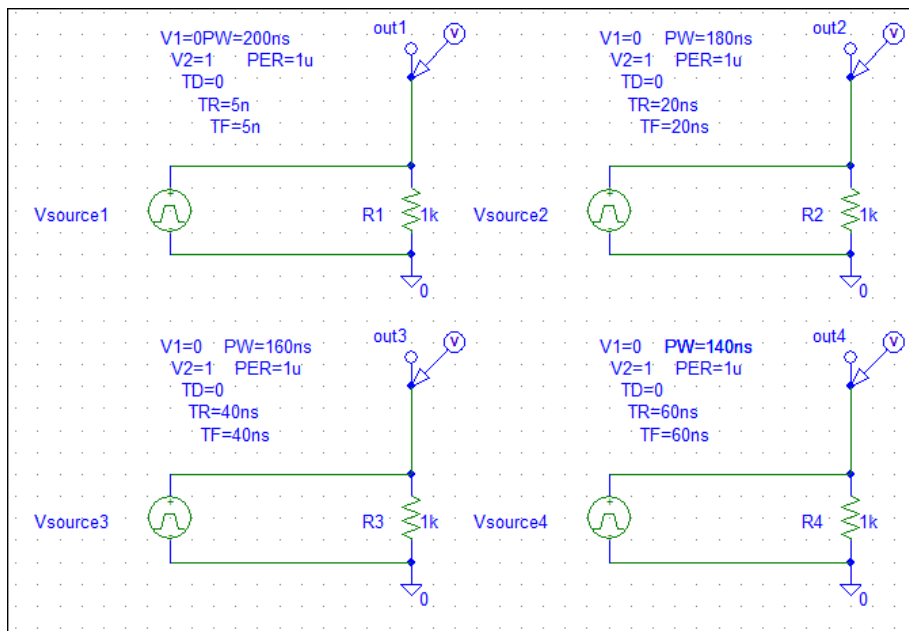 V1=0PW=200ns
V2=1 PER=1u
TD=0
TR=5n
TF=5n
out1
V
Vsource1
R1
1k
0
V1=0 PW=180ns
V2=1 PER=1u
TD=0
TR=20ns
TF=20ns
out2
V
Vsource2
R2
1k
0
V1=0 PW=160ns
V2=1 PER=1u
TD=0
TR=40ns
TF=40ns
out3
V
Vsource3
R3
1k
0
V1=0 PW=140ns
V2=1 PER=1u
TD=0
TR=60ns
TF=60ns
out4
V
Vsource4
R4
1k
0